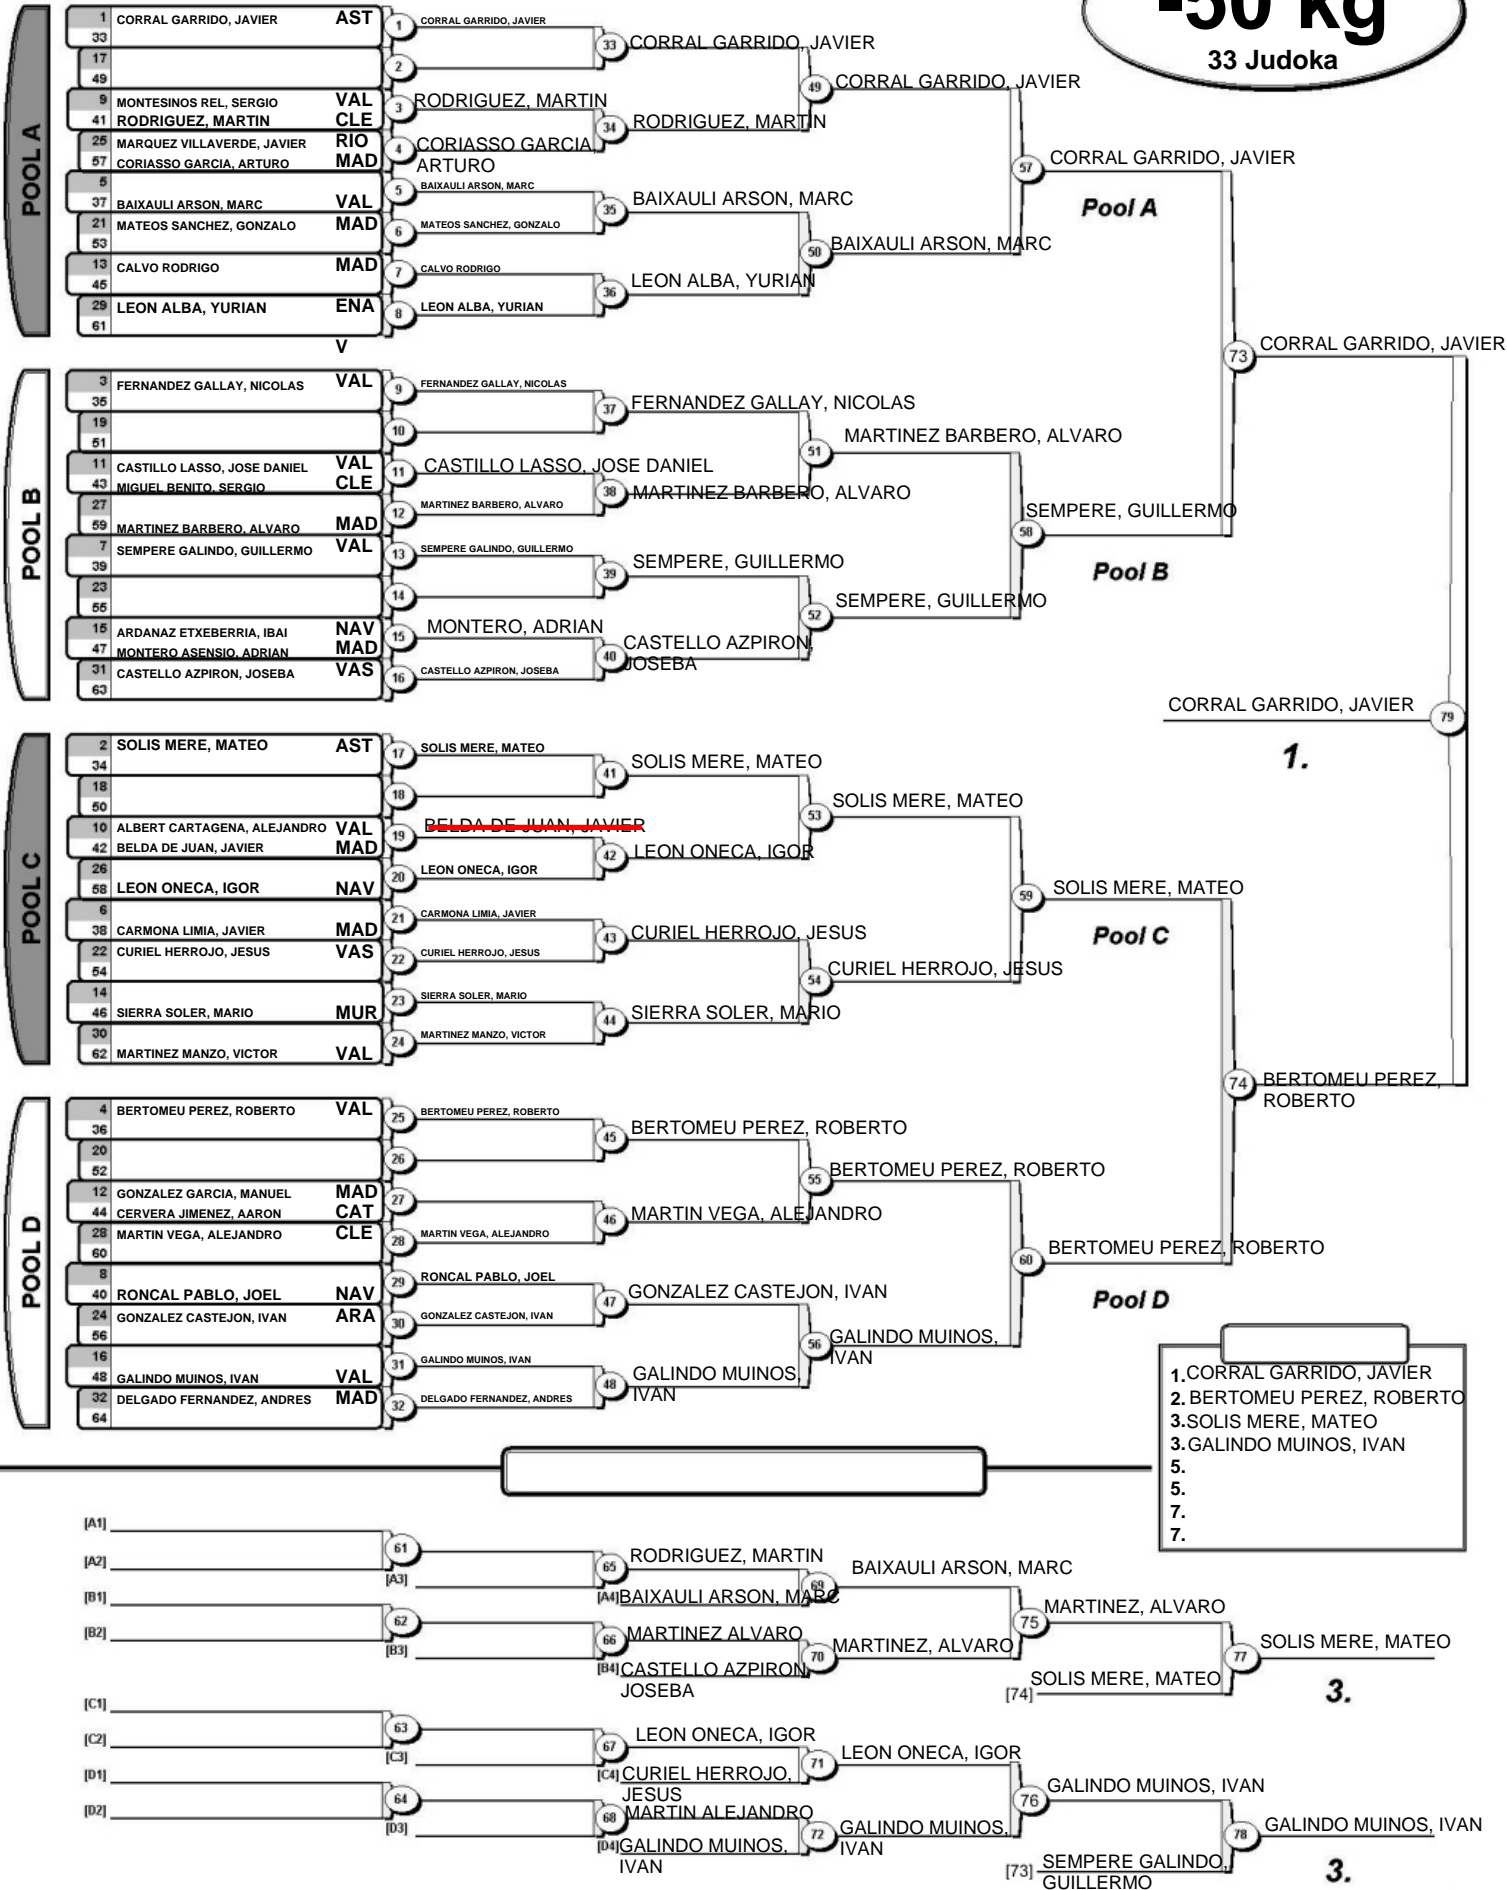 -50 kg
33 Judoka
POOL A
1 CORRAL GARRIDO, JAVIER AST
33
17
49
9 MONTESINOS REL, SERGIO VAL
41 RODRIGUEZ, MARTIN CLE
25 MARQUEZ VILLAVERDE, JAVIER RIO
57 CORIASSO GARCIA, ARTURO MAD
5
37 BAIXAULI ARSON, MARC VAL
21 MATEOS SANCHEZ, GONZALO MAD
53
13 CALVO RODRIGO MAD
45
29 LEON ALBA, YURIAN ENA
61
V
1 CORRAL GARRIDO, JAVIER
2
3 RODRIGUEZ, MARTIN
4 CORIASSO GARCIA,
ARTURO
5 BAIXAULI ARSON, MARC
6 MATEOS SANCHEZ, GONZALO
7 CALVO RODRIGO
8 LEON ALBA, YURIAN
33 CORRAL GARRIDO, JAVIER
34 RODRIGUEZ, MARTIN
35 BAIXAULI ARSON, MARC
36 LEON ALBA, YURIAN
49 CORRAL GARRIDO, JAVIER
50 BAIXAULI ARSON, MARC
57 CORRAL GARRIDO, JAVIER
Pool A
POOL B
3 FERNANDEZ GALLAY, NICOLAS VAL
35
19
51
11 CASTILLO LASSO, JOSE DANIEL VAL
43 MIGUEL BENITO, SERGIO CLE
27
59 MARTINEZ BARBERO, ALVARO MAD
7 SEMPERE GALINDO, GUILLERMO VAL
39
23
55
15 ARDANAZ ETXEBERRIA, IBAI NAV
47 MONTERO ASENSIO, ADRIAN MAD
31 CASTELLO AZPIRON, JOSEBA VAS
63
9 FERNANDEZ GALLAY, NICOLAS
10
11 CASTILLO LASSO, JOSE DANIEL
12 MARTINEZ BARBERO, ALVARO
13 SEMPERE GALINDO, GUILLERMO
14
15 MONTERO, ADRIAN
16 CASTELLO AZPIRON, JOSEBA
37 FERNANDEZ GALLAY, NICOLAS
38 MARTINEZ BARBERO, ALVARO
39 SEMPERE, GUILLERMO
40 CASTELLO AZPIRON,
JOSEBA
51 MARTINEZ BARBERO, ALVARO
52 SEMPERE, GUILLERMO
58 SEMPERE, GUILLERMO
Pool B
73 CORRAL GARRIDO, JAVIER
CORRAL GARRIDO, JAVIER 79
1.
POOL C
2 SOLIS MERE, MATEO AST
34
18
50
10 ALBERT CARTAGENA, ALEJANDRO VAL
42 BELDA DE JUAN, JAVIER MAD
26
58 LEON ONECA, IGOR NAV
6
38 CARMONA LIMIA, JAVIER MAD
22 CURIEL HERROJO, JESUS VAS
54
14
46 SIERRA SOLER, MARIO MUR
30
62 MARTINEZ MANZO, VICTOR VAL
17 SOLIS MERE, MATEO
18
19 BELDA DE JUAN, JAVIER
20 LEON ONECA, IGOR
21 CARMONA LIMIA, JAVIER
22 CURIEL HERROJO, JESUS
23 SIERRA SOLER, MARIO
24 MARTINEZ MANZO, VICTOR
41 SOLIS MERE, MATEO
42 LEON ONECA, IGOR
43 CURIEL HERROJO, JESUS
44 SIERRA SOLER, MARIO
53 SOLIS MERE, MATEO
54 CURIEL HERROJO, JESUS
59 SOLIS MERE, MATEO
Pool C
POOL D
4 BERTOMEU PEREZ, ROBERTO VAL
36
20
52
12 GONZALEZ GARCIA, MANUEL MAD
44 CERVERA JIMENEZ, AARON CAT
28 MARTIN VEGA, ALEJANDRO CLE
60
8
40 RONCAL PABLO, JOEL NAV
24 GONZALEZ CASTEJON, IVAN ARA
56
16
48 GALINDO MUINOS, IVAN VAL
32 DELGADO FERNANDEZ, ANDRES MAD
64
25 BERTOMEU PEREZ, ROBERTO
26
27
28 MARTIN VEGA, ALEJANDRO
29 RONCAL PABLO, JOEL
30 GONZALEZ CASTEJON, IVAN
31 GALINDO MUINOS, IVAN
32 DELGADO FERNANDEZ, ANDRES
45 BERTOMEU PEREZ, ROBERTO
46 MARTIN VEGA, ALEJANDRO
47 GONZALEZ CASTEJON, IVAN
48 GALINDO MUINOS,
IVAN
55 BERTOMEU PEREZ, ROBERTO
56 GALINDO MUINOS,
IVAN
60 BERTOMEU PEREZ, ROBERTO
Pool D
74 BERTOMEU PEREZ,
ROBERTO
1. CORRAL GARRIDO, JAVIER
2. BERTOMEU PEREZ, ROBERTO
3. SOLIS MERE, MATEO
3. GALINDO MUINOS, IVAN
5.
5.
7.
7.
[A1]
[A2]
[B1]
[B2]
61
[A3]
62
[B3]
65 RODRIGUEZ, MARTIN
[A4] BAIXAULI ARSON, MARC
66 MARTINEZ ALVARO
[B4] CASTELLO AZPIRON,
JOSEBA
69 BAIXAULI ARSON, MARC
70 MARTINEZ, ALVARO
75 MARTINEZ, ALVARO
[74] SOLIS MERE, MATEO
77 SOLIS MERE, MATEO
3.
[C1]
[C2]
[D1]
[D2]
63
[C3]
64
[D3]
67 LEON ONECA, IGOR
[C4] CURIEL HERROJO,
JESUS
68 MARTIN ALEJANDRO
[D4] GALINDO MUINOS,
IVAN
71 LEON ONECA, IGOR
72 GALINDO MUINOS,
IVAN
76 GALINDO MUINOS, IVAN
[73] SEMPERE GALINDO,
GUILLERMO
78 GALINDO MUINOS, IVAN
3.